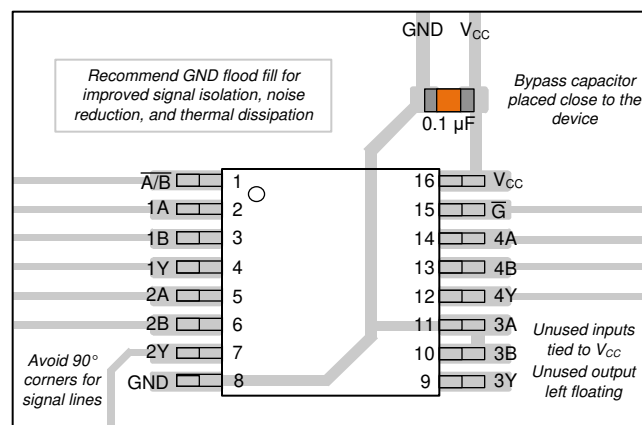 GND VCC
Recommend GND flood fill for
improved signal isolation, noise
reduction, and thermal dissipation
0.1 µF
Bypass capacitor
placed close to the
device
A̅/̅B̅ 1 16 VCC
1A 2 15 G̅
1B 3 14 4A
1Y 4 13 4B
2A 5 12 4Y
2B 6 11 3A
2Y 7 10 3B
GND 8 9 3Y
Avoid 90°
corners for
signal lines
Unused inputs
tied to VCC
Unused output
left floating